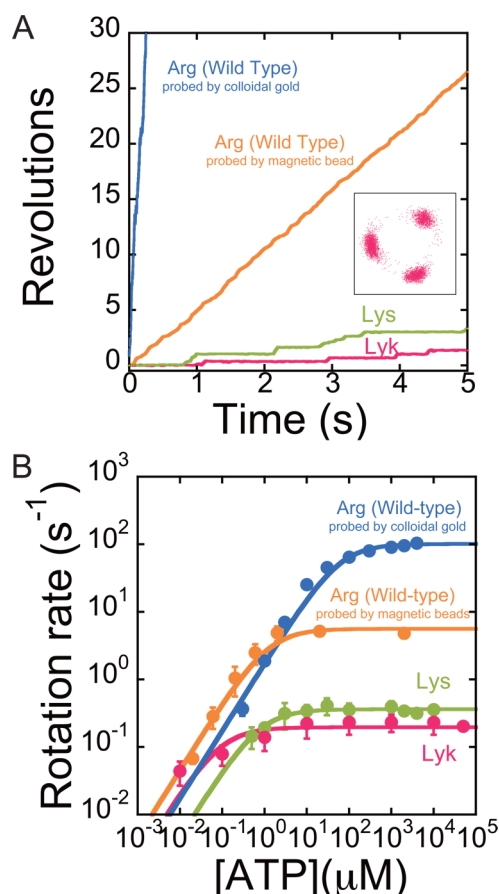 A
30
25
20
15
10
5
0
Revolutions
Arg (Wild Type)
probed by colloidal gold
Arg (Wild Type)
probed by magnetic bead
Lys
Lyk
0 1 2 3 4 5
Time (s)
B
10³
10²
10¹
10⁰
10⁻¹
10⁻²
Rotation rate (s⁻¹)
Arg (Wild-type)
probed by colloidal gold
Arg (Wild-type)
probed by magnetic beads
Lys
Lyk
10⁻³ 10⁻² 10⁻¹ 10⁰ 10¹ 10² 10³ 10⁴ 10⁵
[ATP](μM)